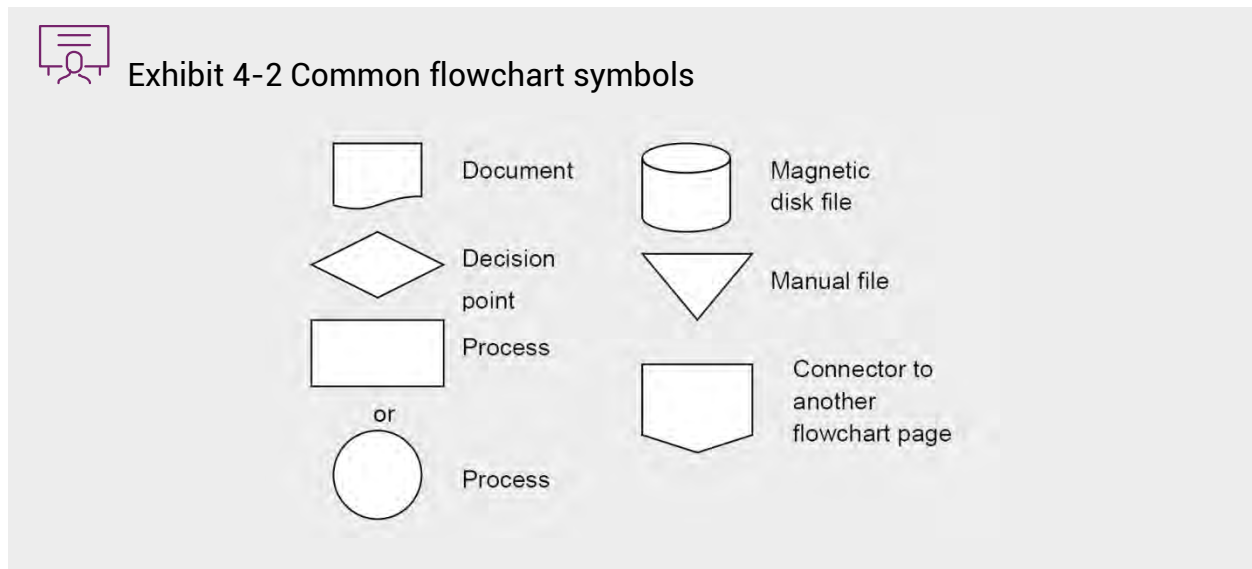 Exhibit 4-2 Common flowchart symbols
Document
Decision
point
Process
or
Process
Magnetic
disk file
Manual file
Connector to
another
flowchart page